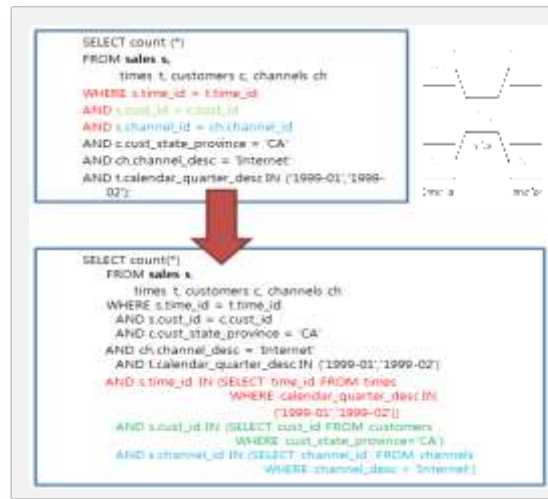 SELECT count (*)
FROM sales s,
times t, customers c, channels ch
WHERE s.time_id = t.time_id
AND s.cust_id = c.cust_id
AND s.channel_id = ch.channel_id
AND c.cust_state_province = 'CA'
AND ch.channel_desc = 'Internet'
AND t.calendar_quarter_desc IN ('1999-01','1999-
02');
SELECT count(*)
FROM sales s,
times t, customers c, channels ch
WHERE s.time_id = t.time_id
AND s.cust_id = c.cust_id
AND c.cust_state_province = 'CA'
AND ch.channel_desc = 'Internet'
AND t.calendar_quarter_desc IN ('1999-01','1999-02')
AND s.time_id IN (SELECT time_id FROM times
WHERE calendar_quarter_desc IN
('1999-01','1999-02'))
AND s.cust_id IN (SELECT cust_id FROM customers
WHERE cust_state_province='CA')
AND s.channel_id IN (SELECT channel_id FROM channels
WHERE channel_desc = 'Internet')